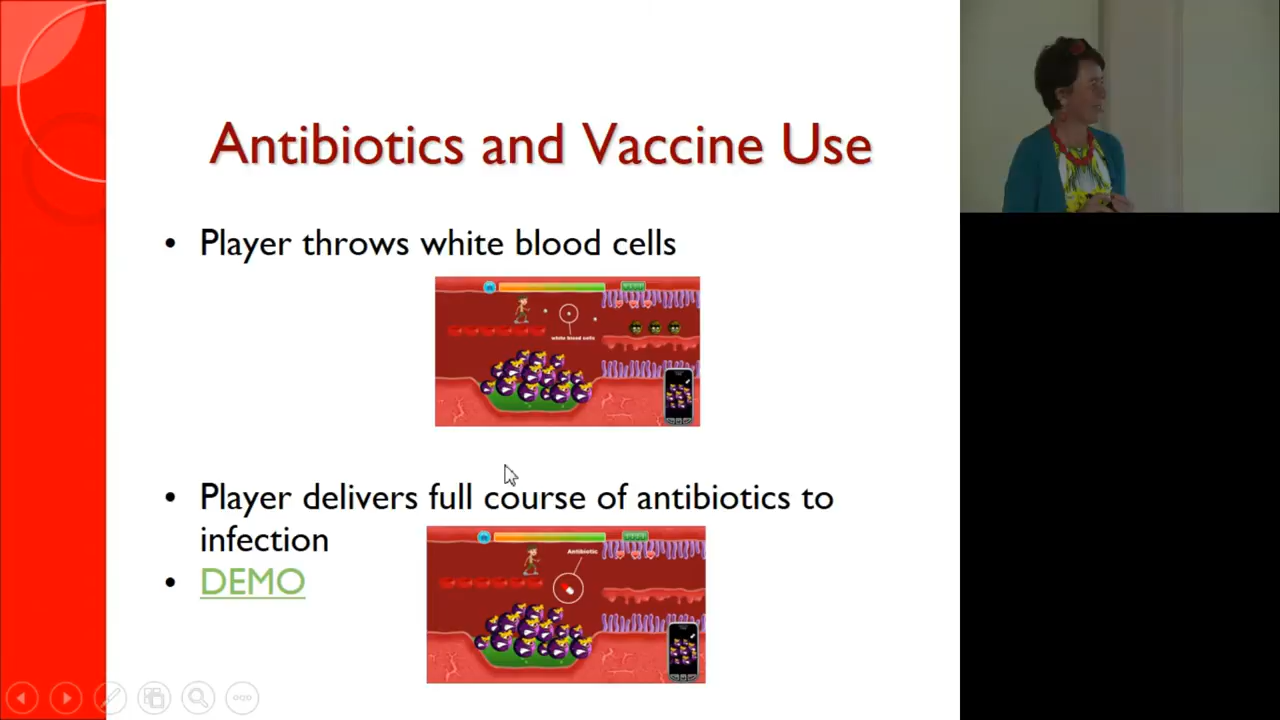 Antibiotics and Vaccine Use
• Player throws white blood cells
white blood cells
• Player delivers full course of antibiotics to
infection
Antibiotic
• DEMO